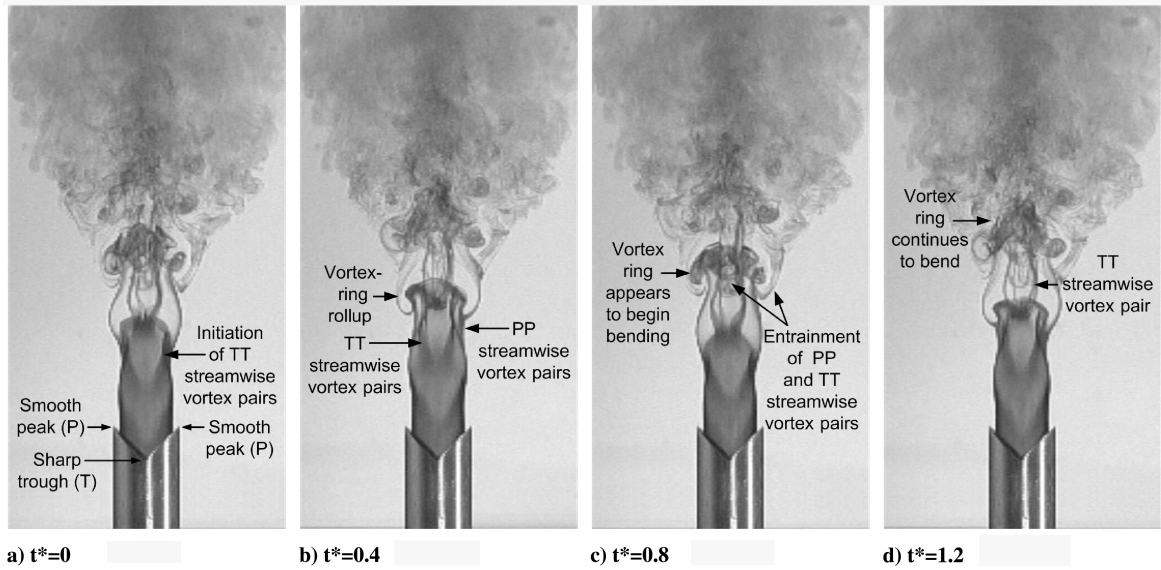 Initiation
of TT
streamwise
vortex pairs
Smooth
peak (P)
Smooth
peak (P)
Sharp
trough (T)
a) t*=0
Vortex-
ring
rollup
PP
streamwise
vortex pairs
TT
streamwise
vortex pairs
b) t*=0.4
Vortex
ring
appears
to begin
bending
Entrainment
of PP
and TT
streamwise
vortex pairs
c) t*=0.8
Vortex
ring
continues
to bend
TT
streamwise
vortex pair
d) t*=1.2